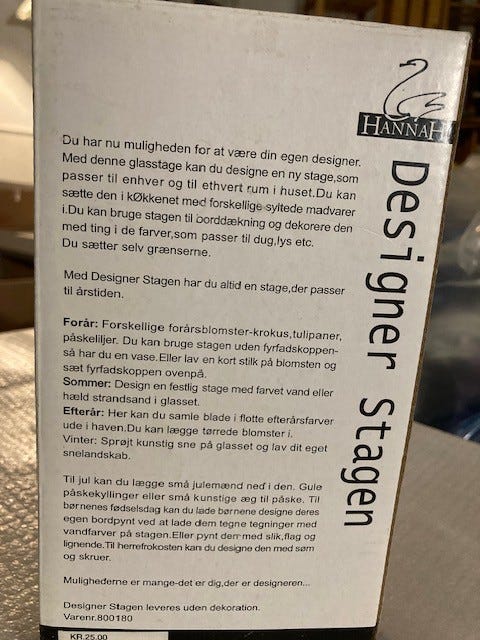 HANNAH
Designer Stagen
Du har nu muligheden for at være din egen designer.
Med denne glasstage kan du designe en ny stage,som
passer til enhver og til ethvert rum i huset.Du kan
sætte den i kØkkenet med forskellige syltede madvarer
i.Du kan bruge stagen til borddækning og dekorere den
med ting i de farver,som passer til dug,lys etc.
Du sætter selv grænserne.
Med Designer Stagen har du altid en stage,der passer
til årstiden.
Forår: Forskellige forårsblomster-krokus,tulipaner,
påskeliljer. Du kan bruge stagen uden fyrfadskoppen-
så har du en vase.Eller lav en kort stilk på blomsten og
sæt fyrfadskoppen ovenpå.
Sommer: Design en festlig stage med farvet vand eller
hæld strandsand i glasset.
Efterår: Her kan du samle blade i flotte efterårsfarver
ude i haven.Du kan lægge tørrede blomster i.
Vinter: Sprøjt kunstig sne på glasset og lav dit eget
snelandskab.
Til jul kan du lægge små julemænd ned i den. Gule
påskekyllinger eller små kunstige æg til påske. Til
børnenes fødselsdag kan du lade børnene designe deres
egen bordpynt ved at lade dem tegne tegninger med
vandfarver på stagen.Eller pynt dem med slik,flag og
lignende.Til herrefrokosten kan du designe den med søm
og skruer.
Mulighederne er mange-det er dig,der er designeren...
Designer Stagen leveres uden dekoration.
Varenr.800180
KR.25.00